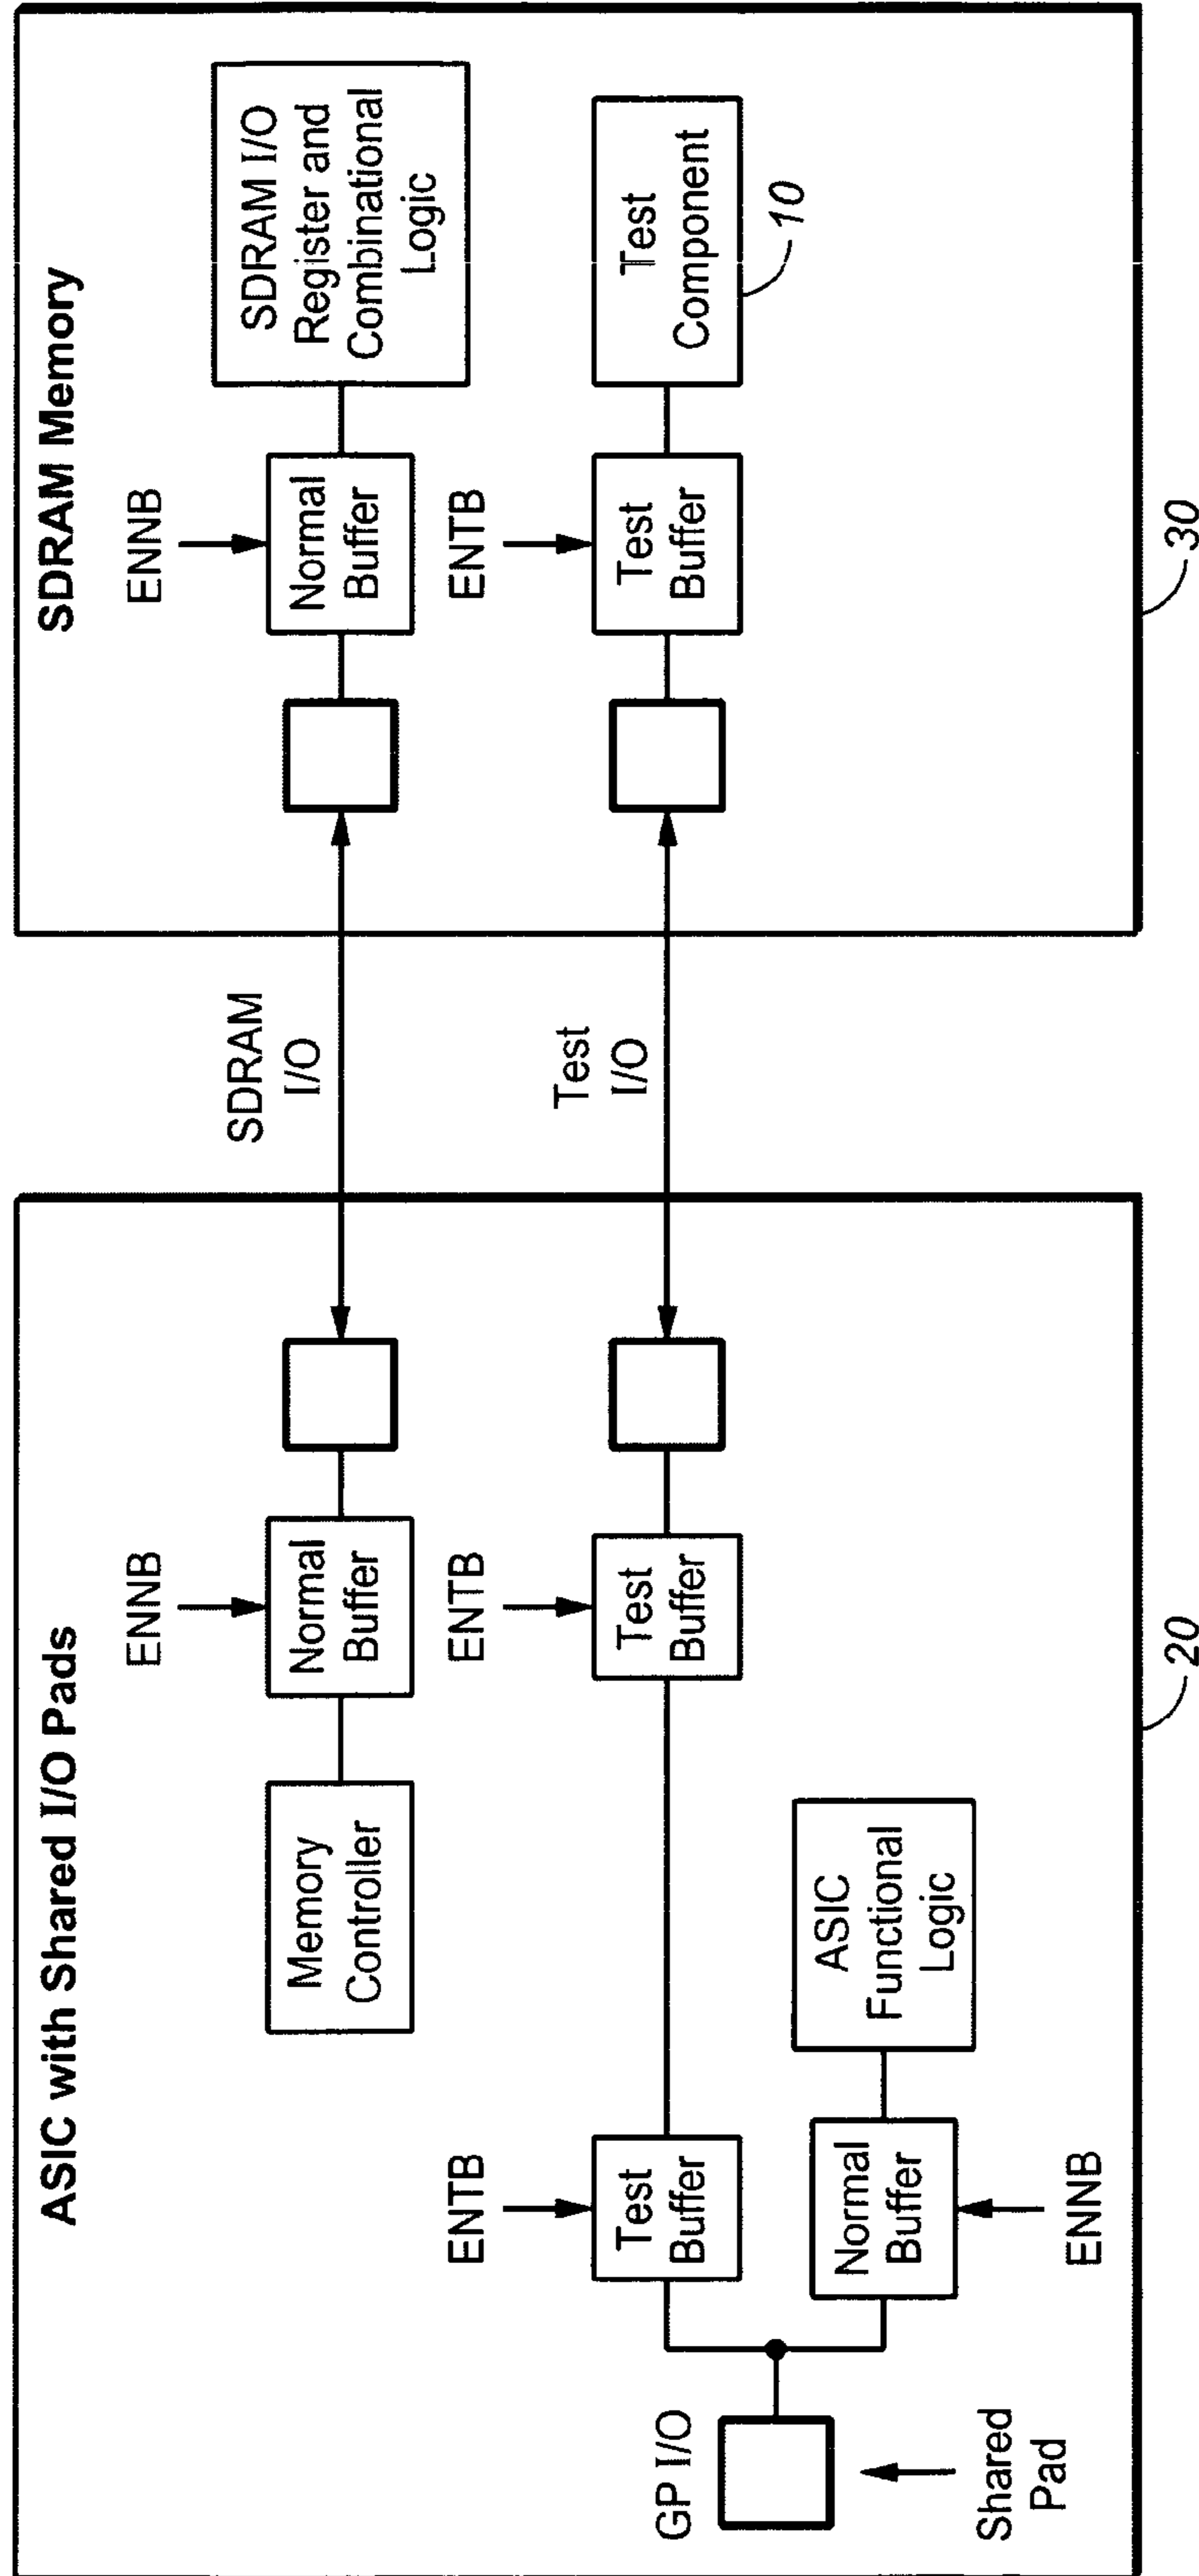 ASIC with Shared I/O Pads
ENNB
Memory
Controller
Normal
Buffer
ENTB
ENTB
Test
Buffer
Test
Buffer
GP I/O
Shared
Pad
Normal
Buffer
ASIC
Functional
Logic
ENNB
20
SDRAM
I/O
Test
I/O
SDRAM Memory
ENNB
Normal
Buffer
SDRAM I/O
Register and
Combinational
Logic
ENTB
Test
Buffer
Test
Component
10
30